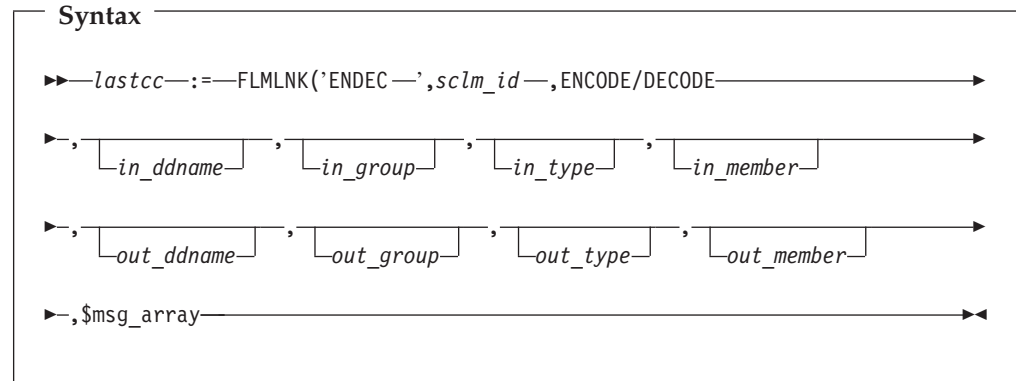 Syntax
lastcc := FLMLNK('ENDEC ',sclm_id ,ENCODE/DECODE
, in_ddname , in_group , in_type , in_member
, out_ddname , out_group , out_type , out_member
,$msg_array